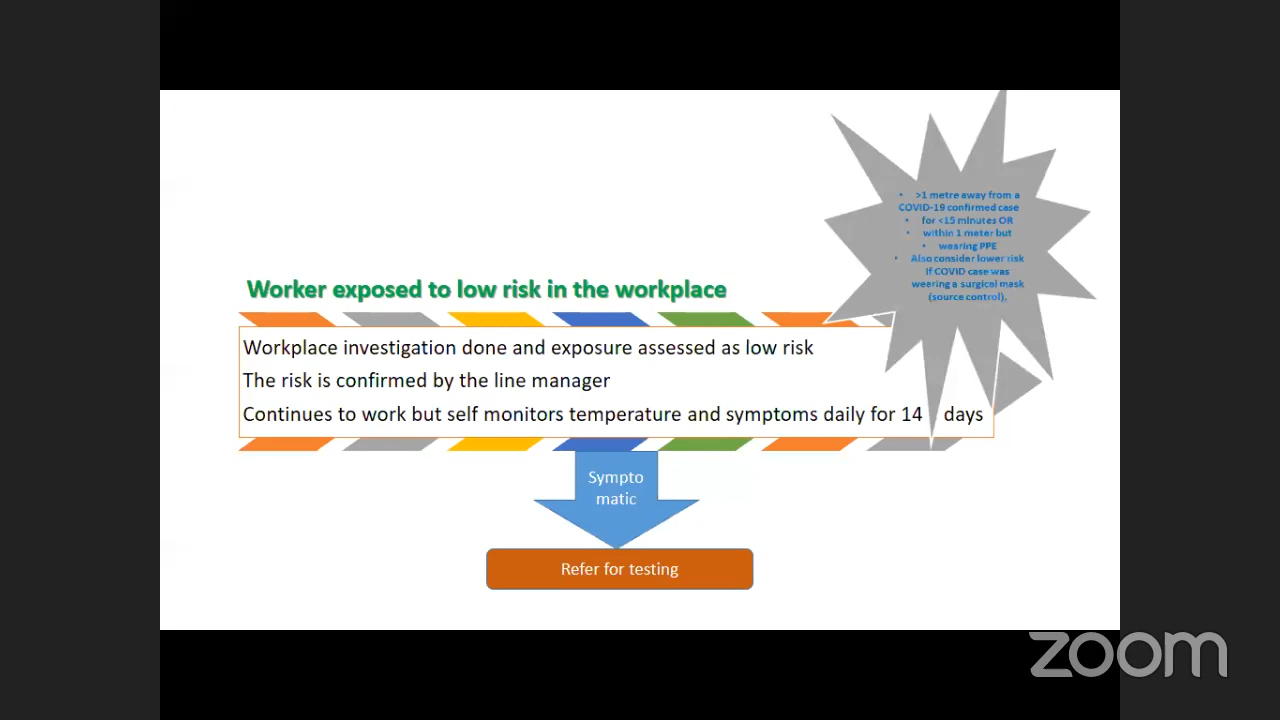 • >1 metre away from a
COVID-19 confirmed case
• for <15 minutes OR
• within 1 meter but
• wearing PPE
• Also consider lower risk
If COVID case was
wearing a surgical mask
(source control),
Worker exposed to low risk in the workplace
Workplace investigation done and exposure assessed as low risk
The risk is confirmed by the line manager
Continues to work but self monitors temperature and symptoms daily for 14 days
Sympto
matic
Refer for testing
zoom